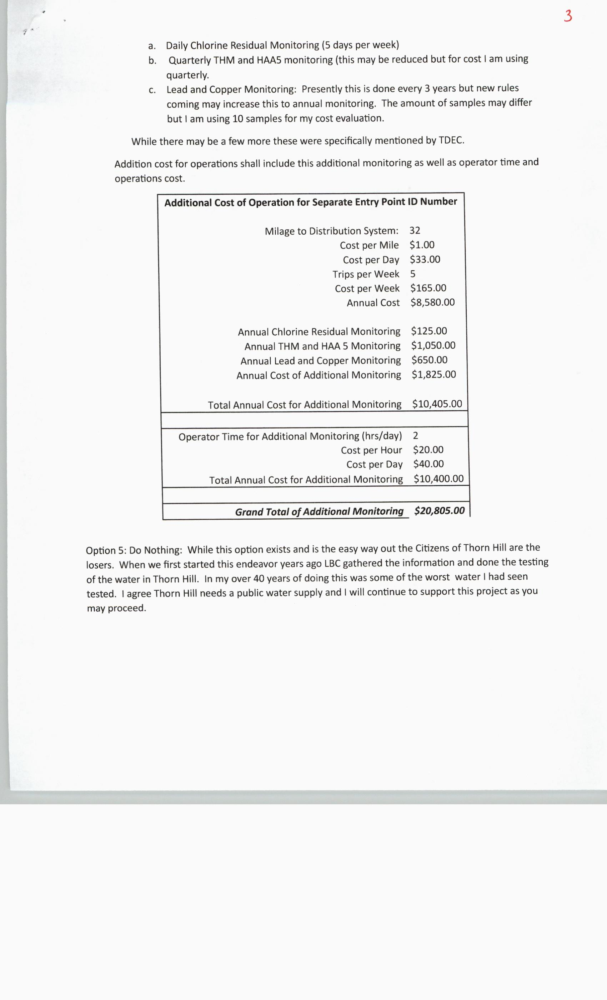 3
a. Daily Chlorine Residual Monitoring (5 days per week)
b. Quarterly THM and HAA5 monitoring (this may be reduced but for cost I am using
quarterly.
c. Lead and Copper Monitoring: Presently this is done every 3 years but new rules
coming may increase this to annual monitoring. The amount of samples may differ
but I am using 10 samples for my cost evaluation.
While there may be a few more these were specifically mentioned by TDEC.
Addition cost for operations shall include this additional monitoring as well as operator time and
operations cost.
Additional Cost of Operation for Separate Entry Point ID Number
Milage to Distribution System: 32
Cost per Mile $1.00
Cost per Day $33.00
Trips per Week 5
Cost per Week $165.00
Annual Cost $8,580.00
Annual Chlorine Residual Monitoring $125.00
Annual THM and HAA 5 Monitoring $1,050.00
Annual Lead and Copper Monitoring $650.00
Annual Cost of Additional Monitoring $1,825.00
Total Annual Cost for Additional Monitoring $10,405.00
Operator Time for Additional Monitoring (hrs/day) 2
Cost per Hour $20.00
Cost per Day $40.00
Total Annual Cost for Additional Monitoring $10,400.00
Grand Total of Additional Monitoring $20,805.00
Option 5: Do Nothing: While this option exists and is the easy way out the Citizens of Thorn Hill are the
losers. When we first started this endeavor years ago LBC gathered the information and done the testing
of the water in Thorn Hill. In my over 40 years of doing this was some of the worst water I had seen
tested. I agree Thorn Hill needs a public water supply and I will continue to support this project as you
may proceed.